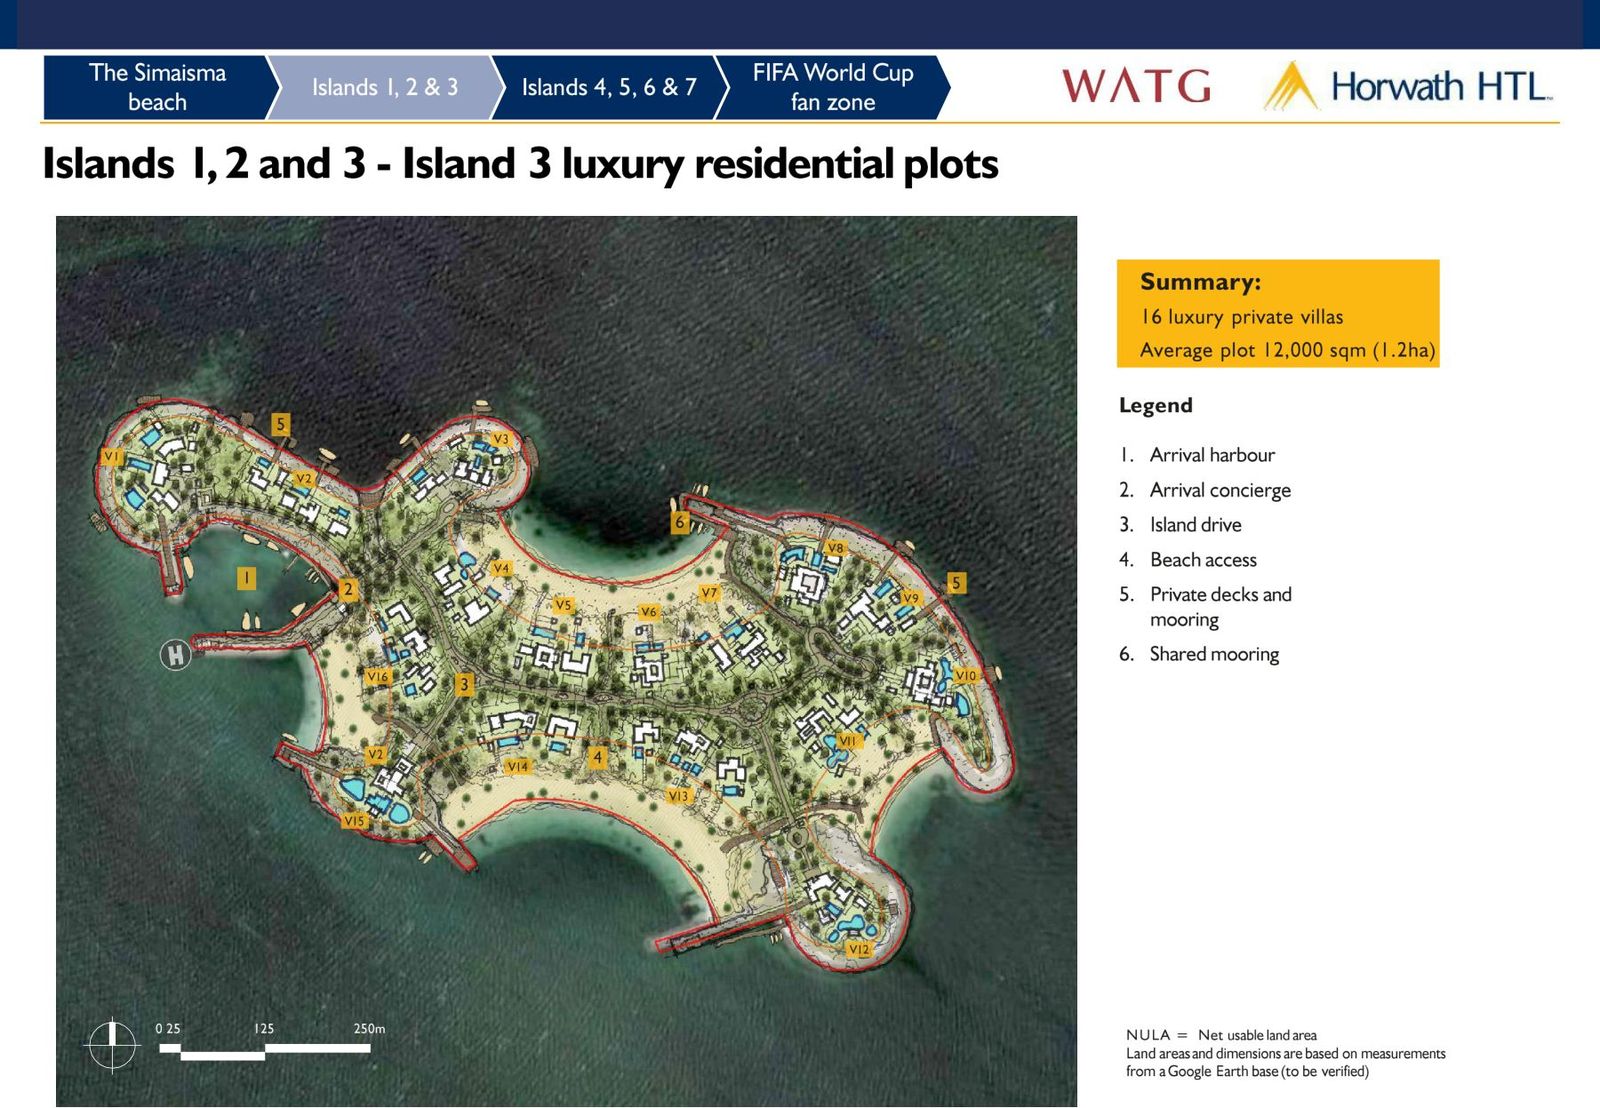 The Simaisma
beach
Islands 1, 2 & 3
Islands 4, 5, 6 & 7
FIFA World Cup
fan zone
WATG
Horwath HTL
Islands 1, 2 and 3 - Island 3 luxury residential plots
Summary:
16 luxury private villas
Average plot 12,000 sqm (1.2ha)
Legend
1. Arrival harbour
2. Arrival concierge
3. Island drive
4. Beach access
5. Private decks and
mooring
6. Shared mooring
5
V1
V2
V3
6
1
2
V4
V5
V6
V7
V8
V9
5
H
V16
3
V10
V2
V14
4
V13
V11
V15
V12
0 25 125 250m
NULA = Net usable land area
Land areas and dimensions are based on measurements
from a Google Earth base (to be verified)